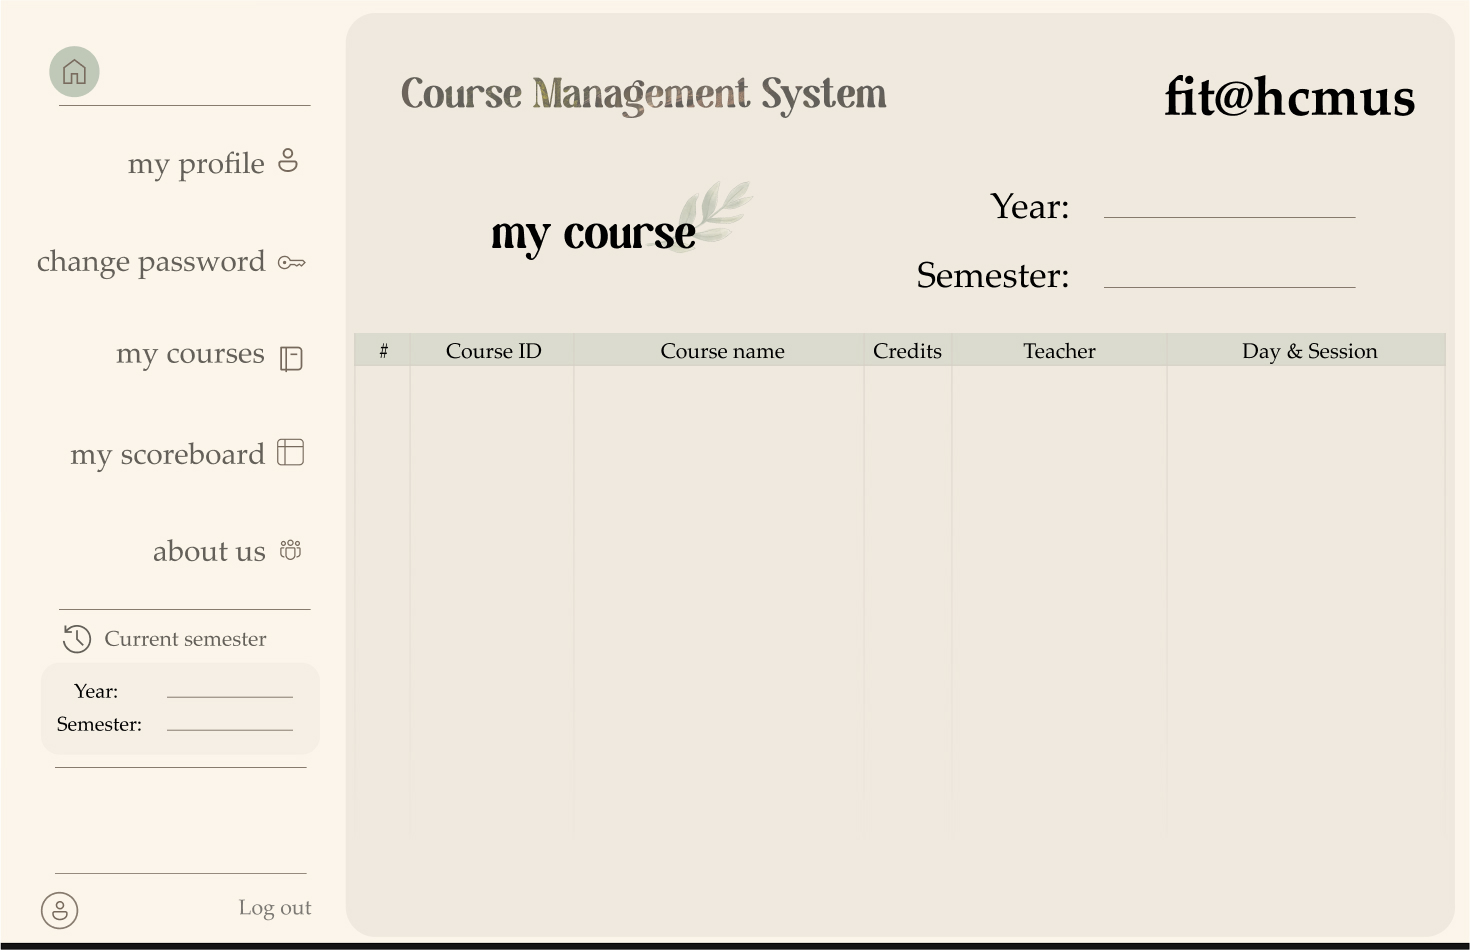 my profile
change password
my courses
my scoreboard
about us
Current semester
Year:
Semester:
Log out
Course Management System
fit@hcmus
my course
Year:
Semester:
# Course ID Course name Credits Teacher Day & Session